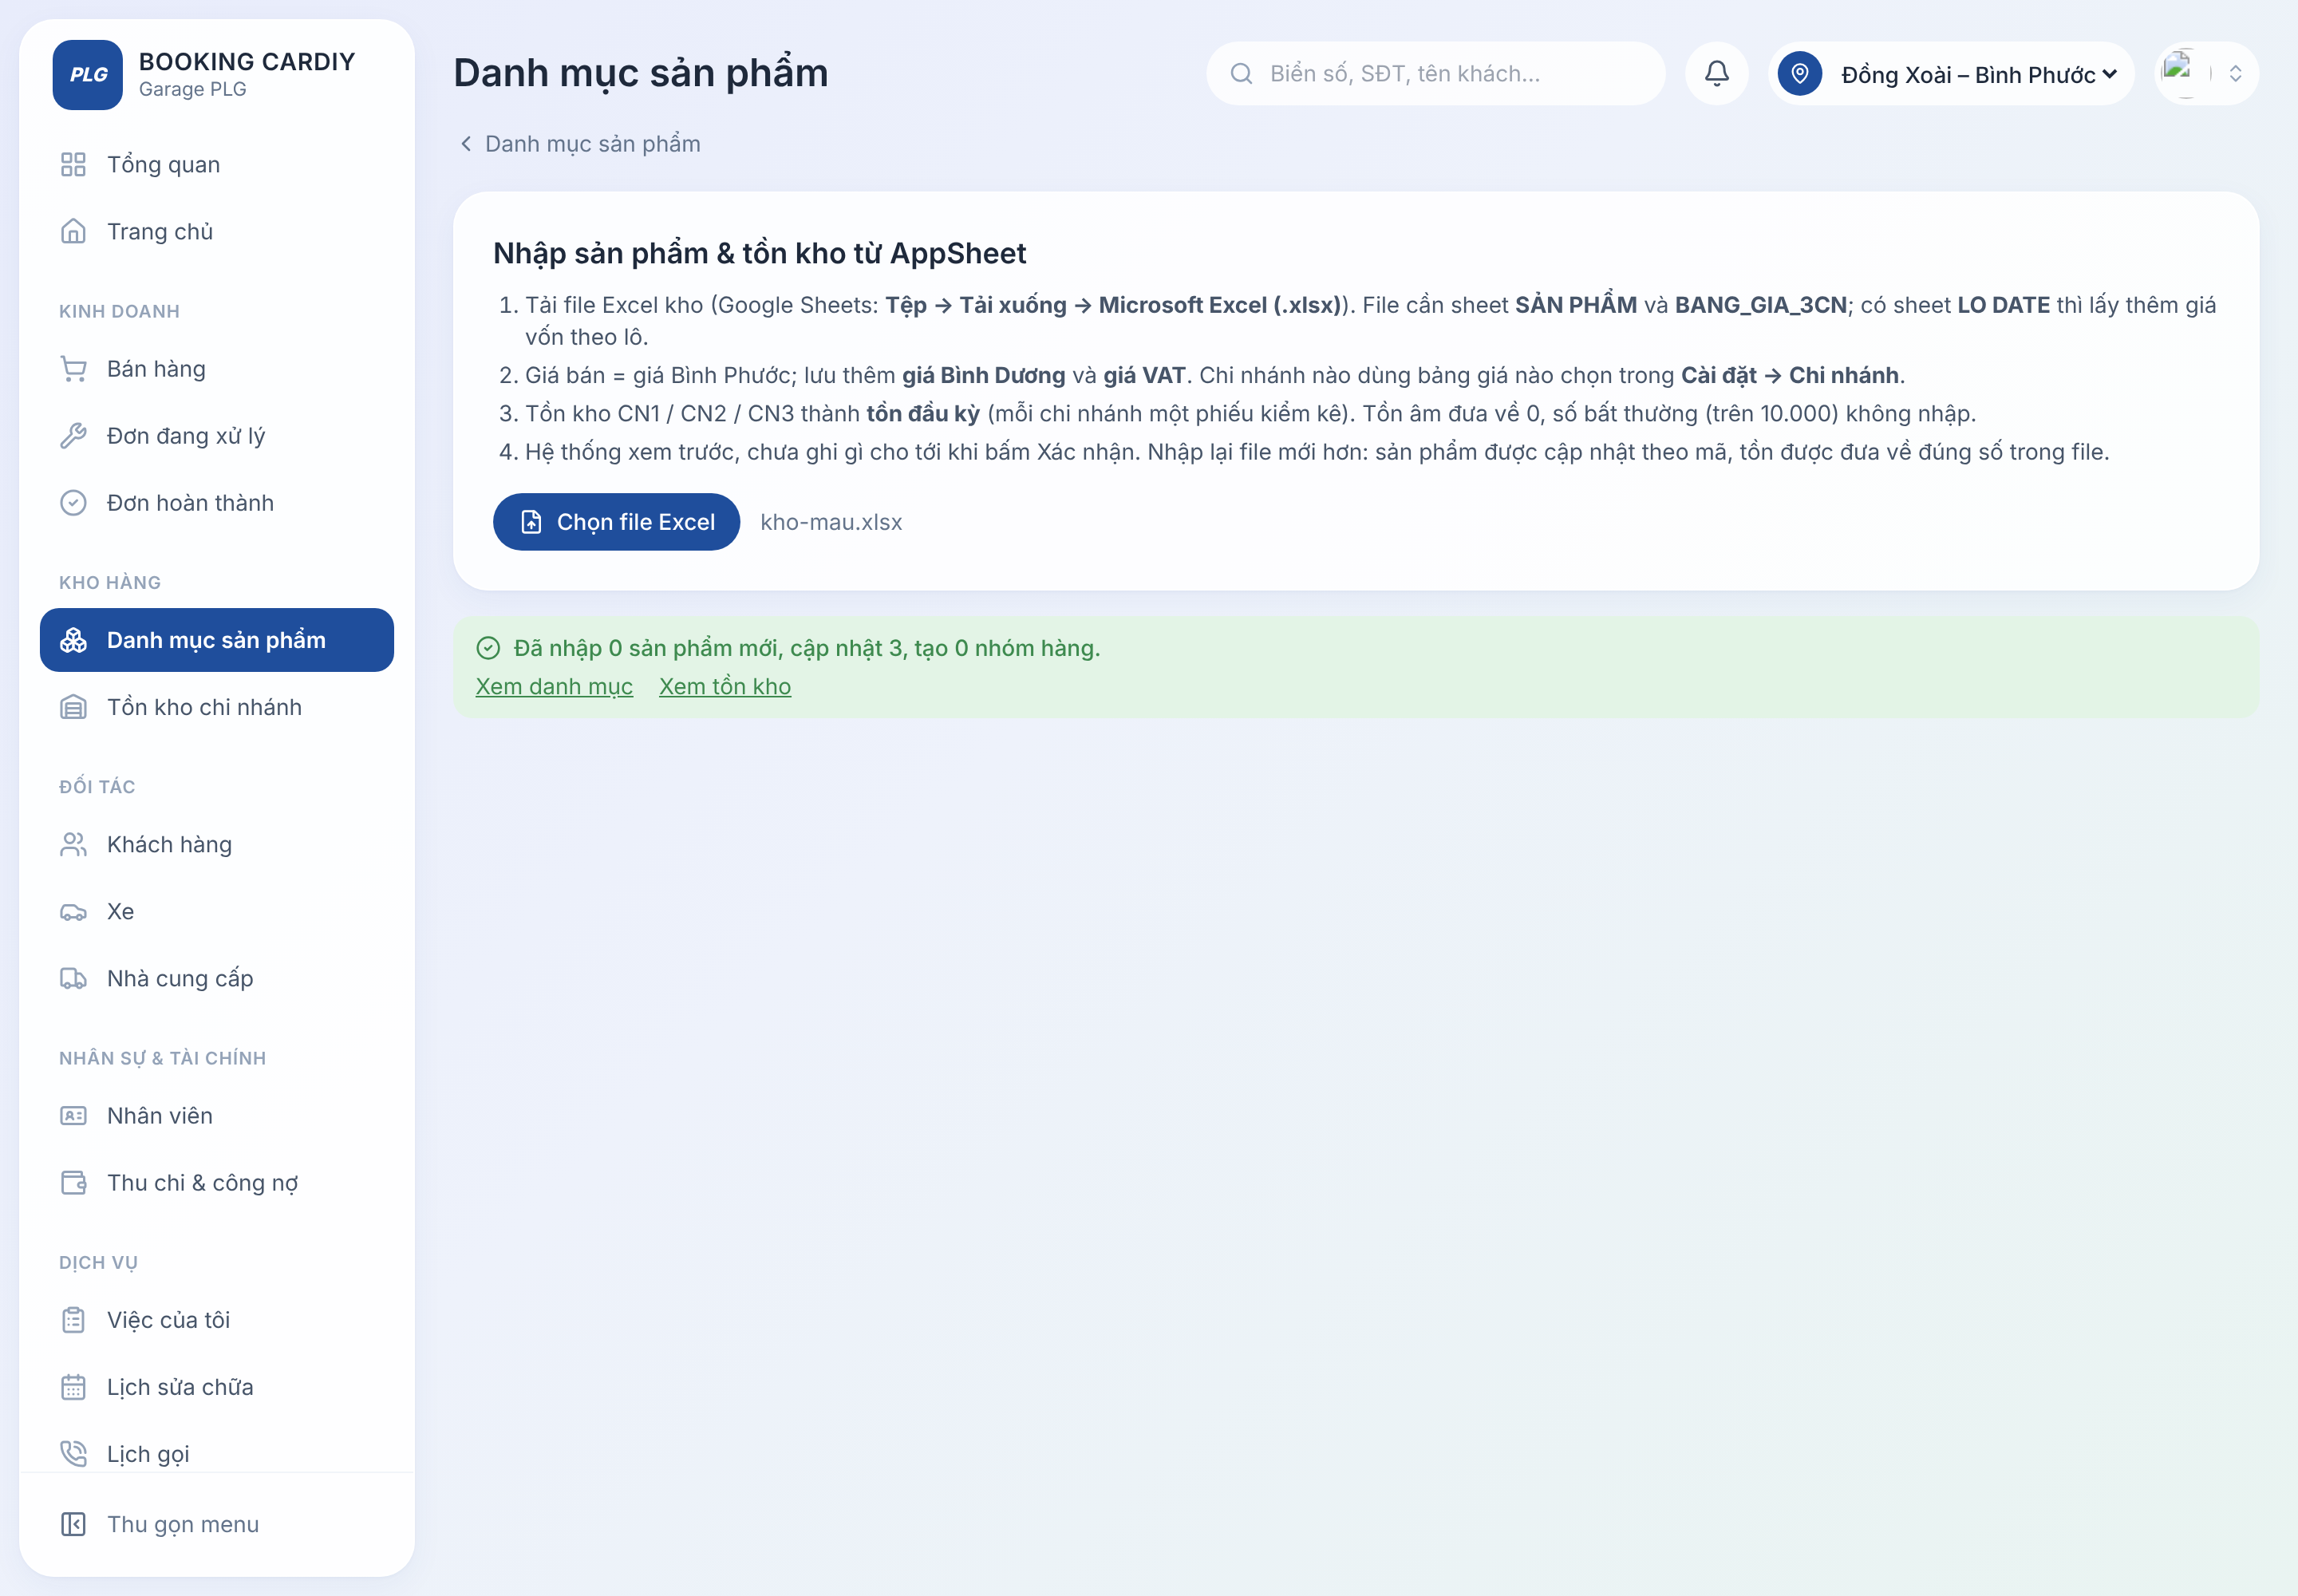 PLG
BOOKING CARDIY
Garage PLG
Tổng quan
Trang chủ
KINH DOANH
Bán hàng
Đơn đang xử lý
Đơn hoàn thành
KHO HÀNG
Danh mục sản phẩm
Tồn kho chi nhánh
ĐỐI TÁC
Khách hàng
Xe
Nhà cung cấp
NHÂN SỰ & TÀI CHÍNH
Nhân viên
Thu chi & công nợ
DỊCH VỤ
Việc của tôi
Lịch sửa chữa
Lịch gọi
Thu gọn menu
Danh mục sản phẩm
Biển số, SĐT, tên khách...
Đồng Xoài – Bình Phước
Danh mục sản phẩm
Nhập sản phẩm & tồn kho từ AppSheet
1. Tải file Excel kho (Google Sheets: Tệp → Tải xuống → Microsoft Excel (.xlsx)). File cần sheet SẢN PHẨM và BANG_GIA_3CN; có sheet LO DATE thì lấy thêm giá
vốn theo lô.
2. Giá bán = giá Bình Phước; lưu thêm giá Bình Dương và giá VAT. Chi nhánh nào dùng bảng giá nào chọn trong Cài đặt → Chi nhánh.
3. Tồn kho CN1 / CN2 / CN3 thành tồn đầu kỳ (mỗi chi nhánh một phiếu kiểm kê). Tồn âm đưa về 0, số bất thường (trên 10.000) không nhập.
4. Hệ thống xem trước, chưa ghi gì cho tới khi bấm Xác nhận. Nhập lại file mới hơn: sản phẩm được cập nhật theo mã, tồn được đưa về đúng số trong file.
Chọn file Excel
kho-mau.xlsx
Đã nhập 0 sản phẩm mới, cập nhật 3, tạo 0 nhóm hàng.
Xem danh mục
Xem tồn kho